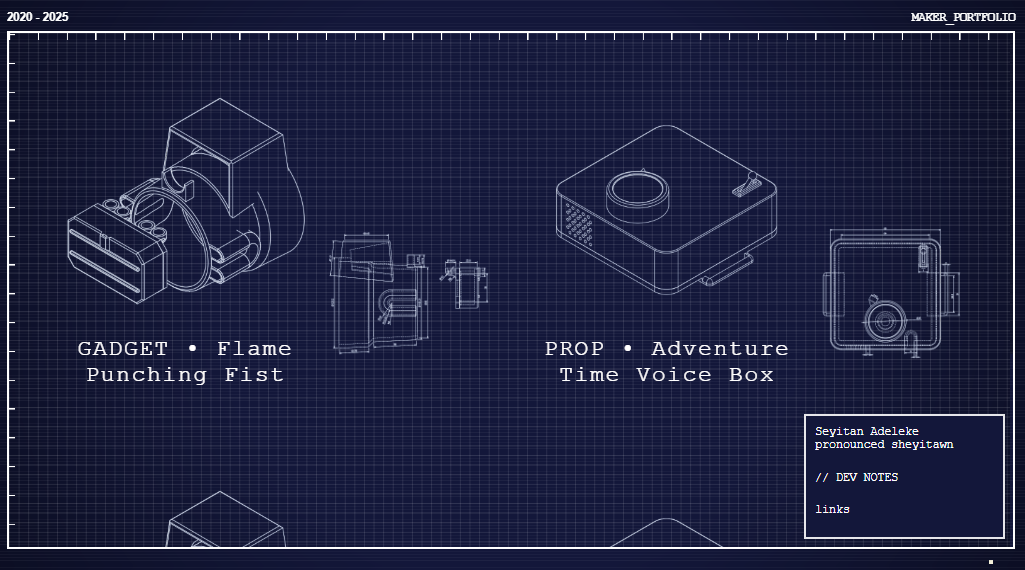 2020 - 2025
MAKER_PORTFOLIO
GADGET • Flame
Punching Fist
PROP • Adventure
Time Voice Box
Seyitan Adeleke
pronounced sheyitawn
// DEV NOTES
links